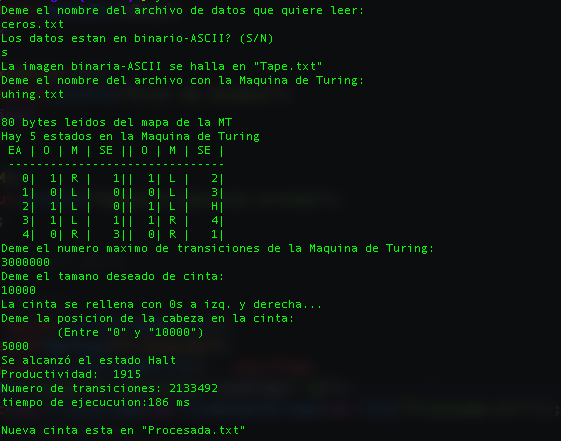 Deme el nombre del archivo de datos que quiere leer:
ceros.txt
Los datos estan en binario-ASCII? (S/N)
s
La imagen binaria-ASCII se halla en "Tape.txt"
Deme el nombre del archivo con la Maquina de Turing:
uhing.txt
80 bytes leidos del mapa de la MT
Hay 5 estados en la Maquina de Turing
EA | O | M | SE || O | M | SE |
-------------------------------
0| 1| R | 1|| 1| L | 2|
1| 0| L | 0|| 0| L | 3|
2| 1| L | 0|| 1| L | H|
3| 1| L | 1|| 1| R | 4|
4| 0| R | 3|| 0| R | 1|
Deme el numero maximo de transiciones de la Maquina de Turing:
3000000
Deme el tamano deseado de cinta:
10000
La cinta se rellena con 0s a izq. y derecha...
Deme la posicion de la cabeza en la cinta:
(Entre "0" y "10000")
5000
Se alcanzó el estado Halt
Productividad: 1915
Numero de transiciones: 2133492
tiempo de ejecucuion:186 ms
Nueva cinta esta en "Procesada.txt"